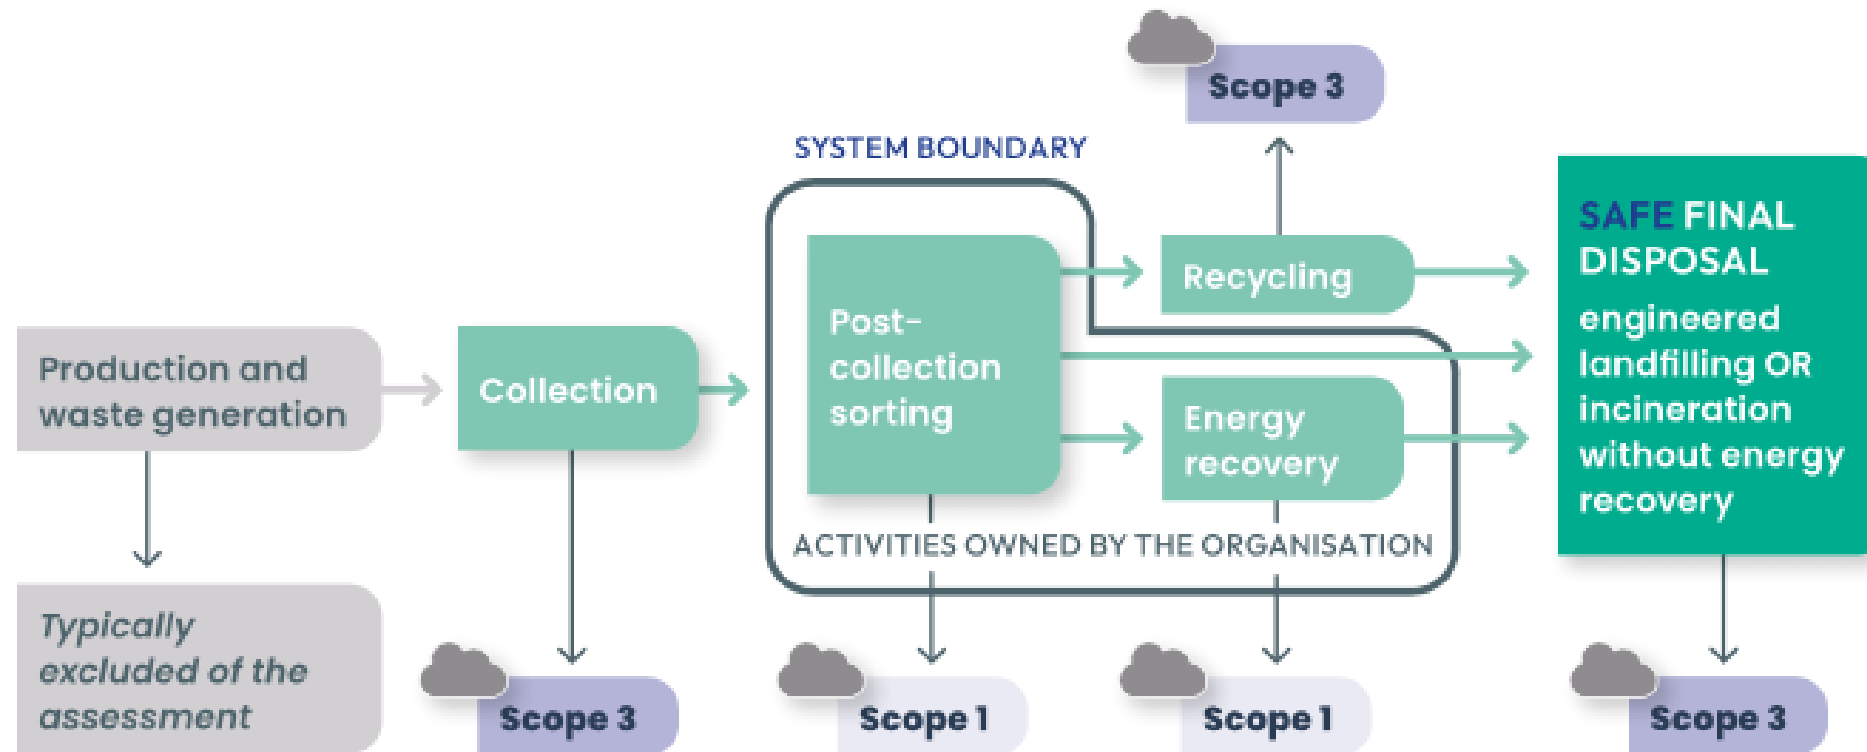 Scope 3
SYSTEM BOUNDARY
Production and
waste generation
Collection
Post-
collection
sorting
Recycling
Energy
recovery
SAFE FINAL
DISPOSAL
engineered
landfilling OR
incineration
without energy
recovery
ACTIVITIES OWNED BY THE ORGANISATION
Typically
excluded of the
assessment
Scope 3
Scope 1
Scope 1
Scope 3